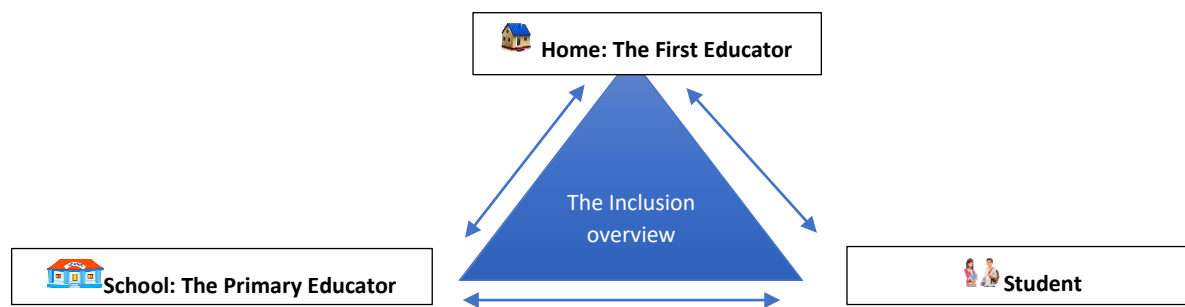 Home: The First Educator
The Inclusion
overview
School: The Primary Educator
Student